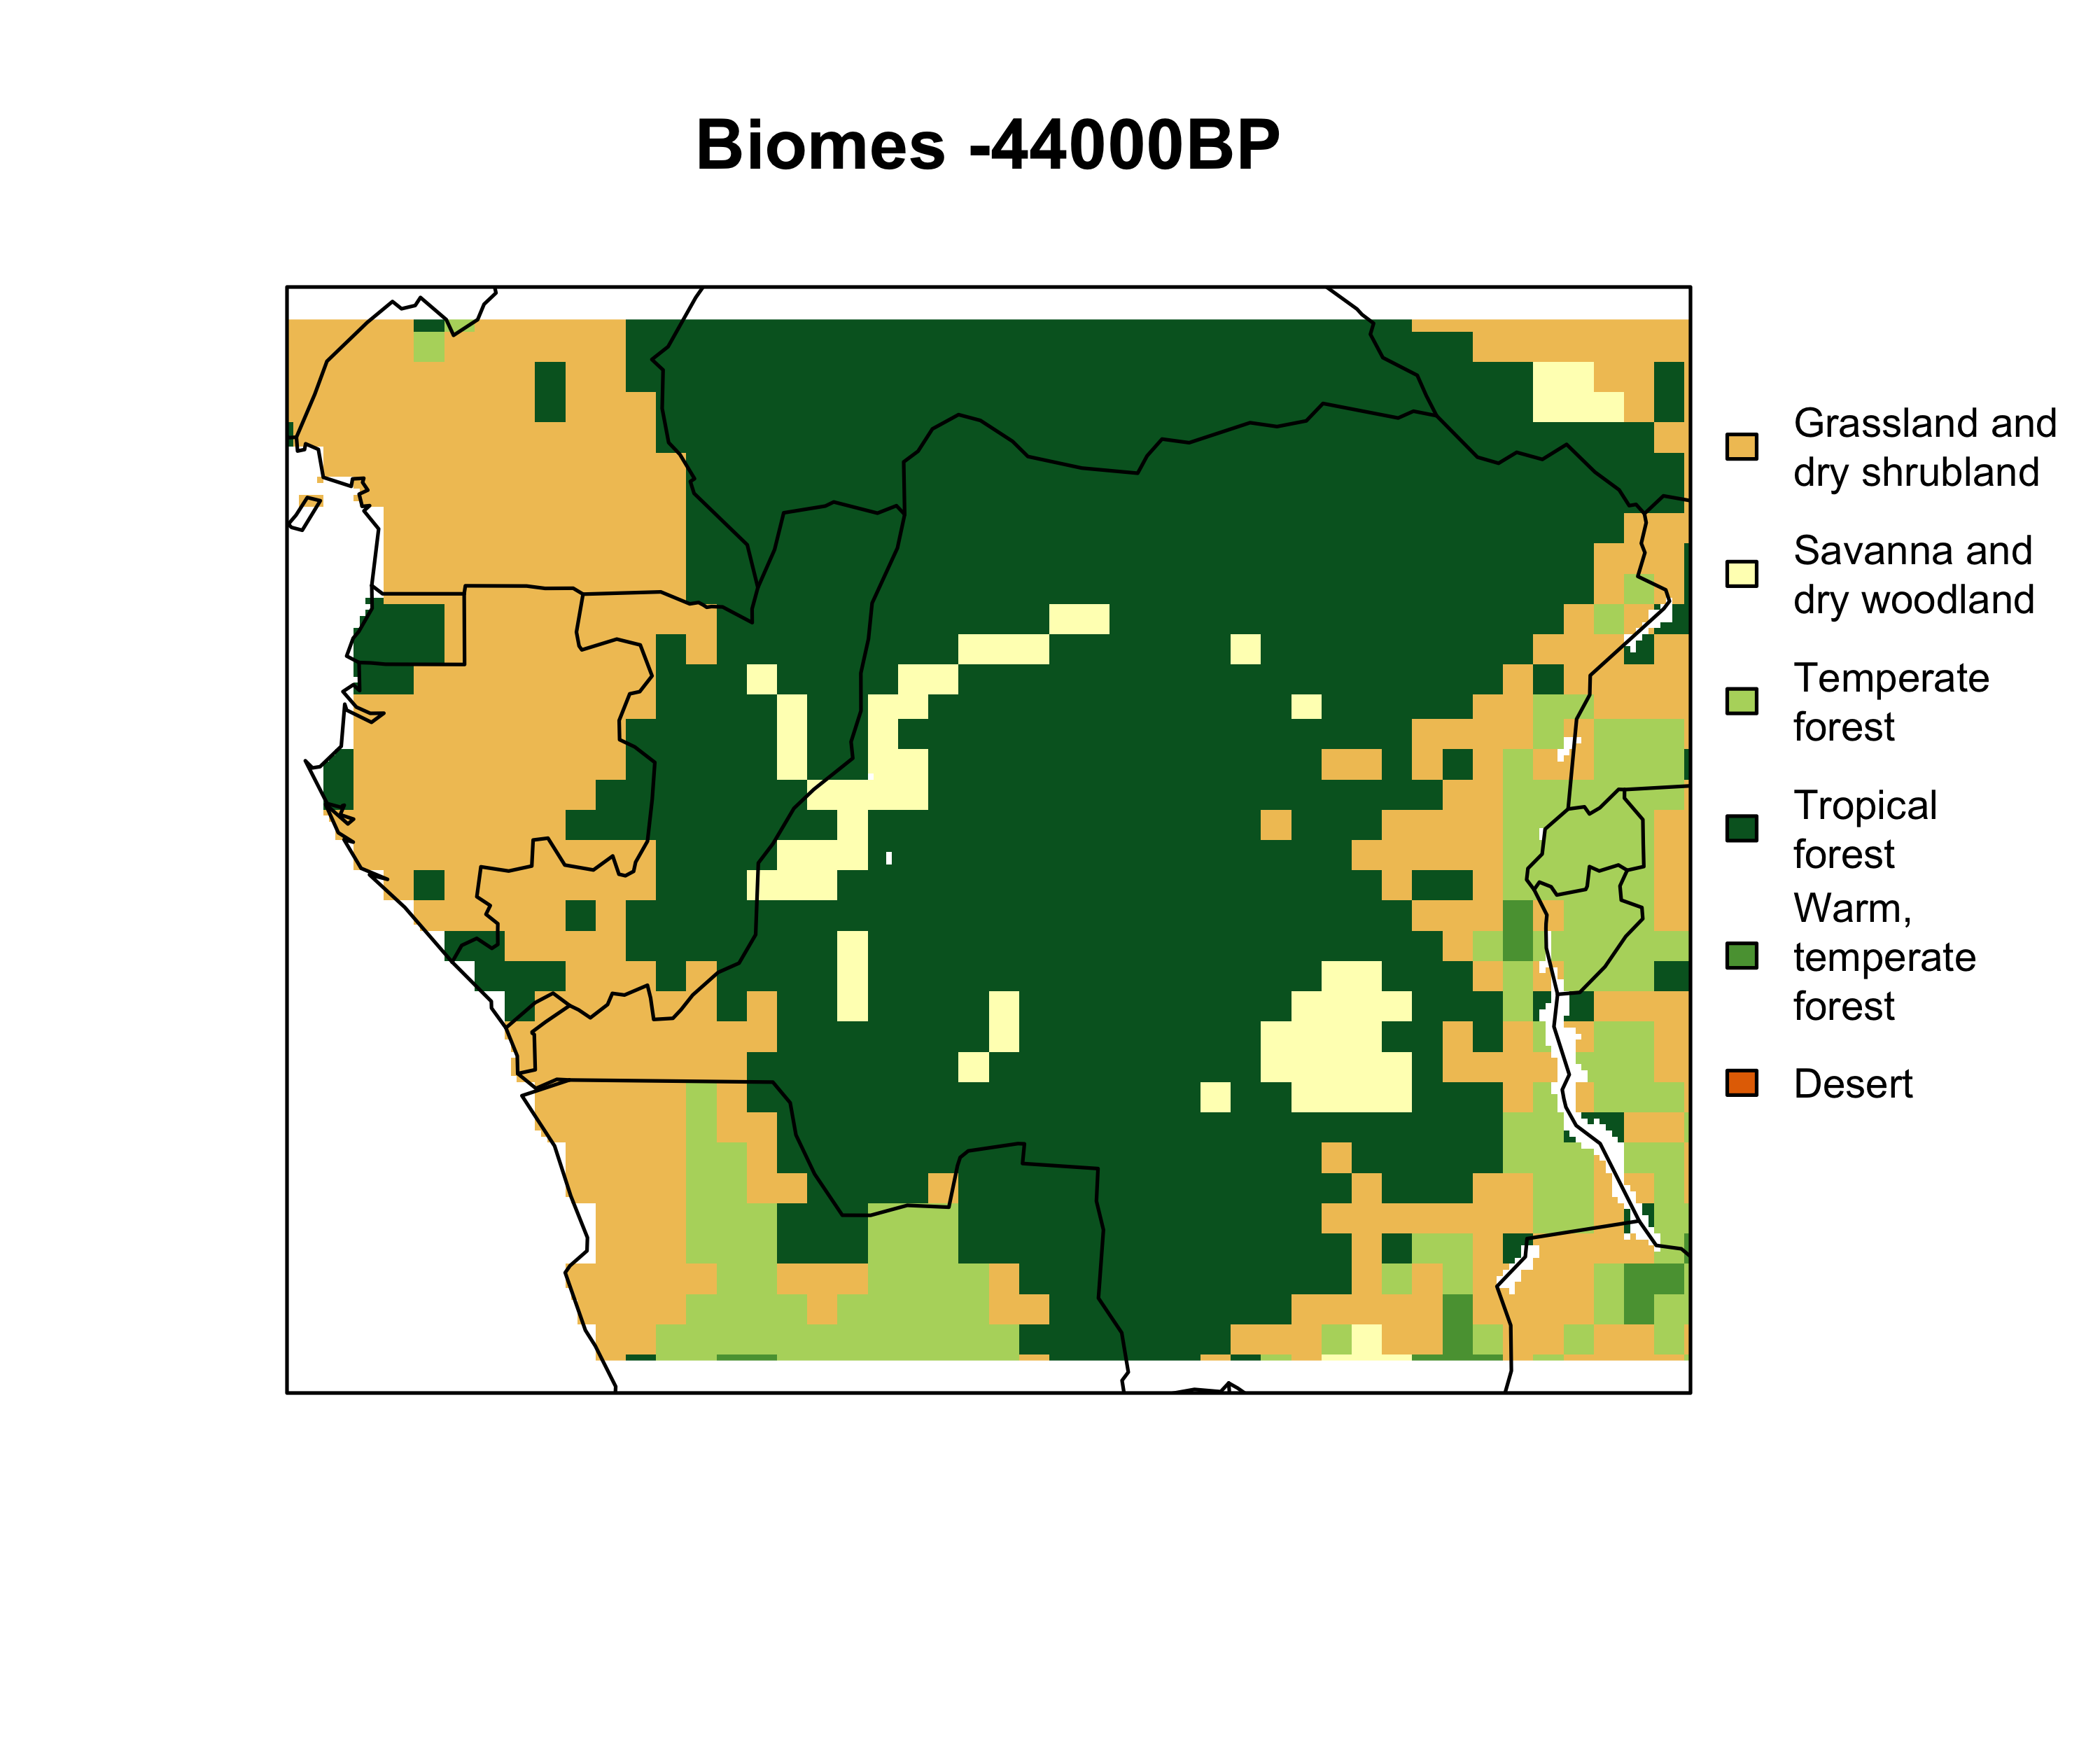 Biomes -44000BP
Grassland and
dry shrubland
Savanna and
dry woodland
Temperate
forest
Tropical
forest
Warm,
temperate
forest
Desert